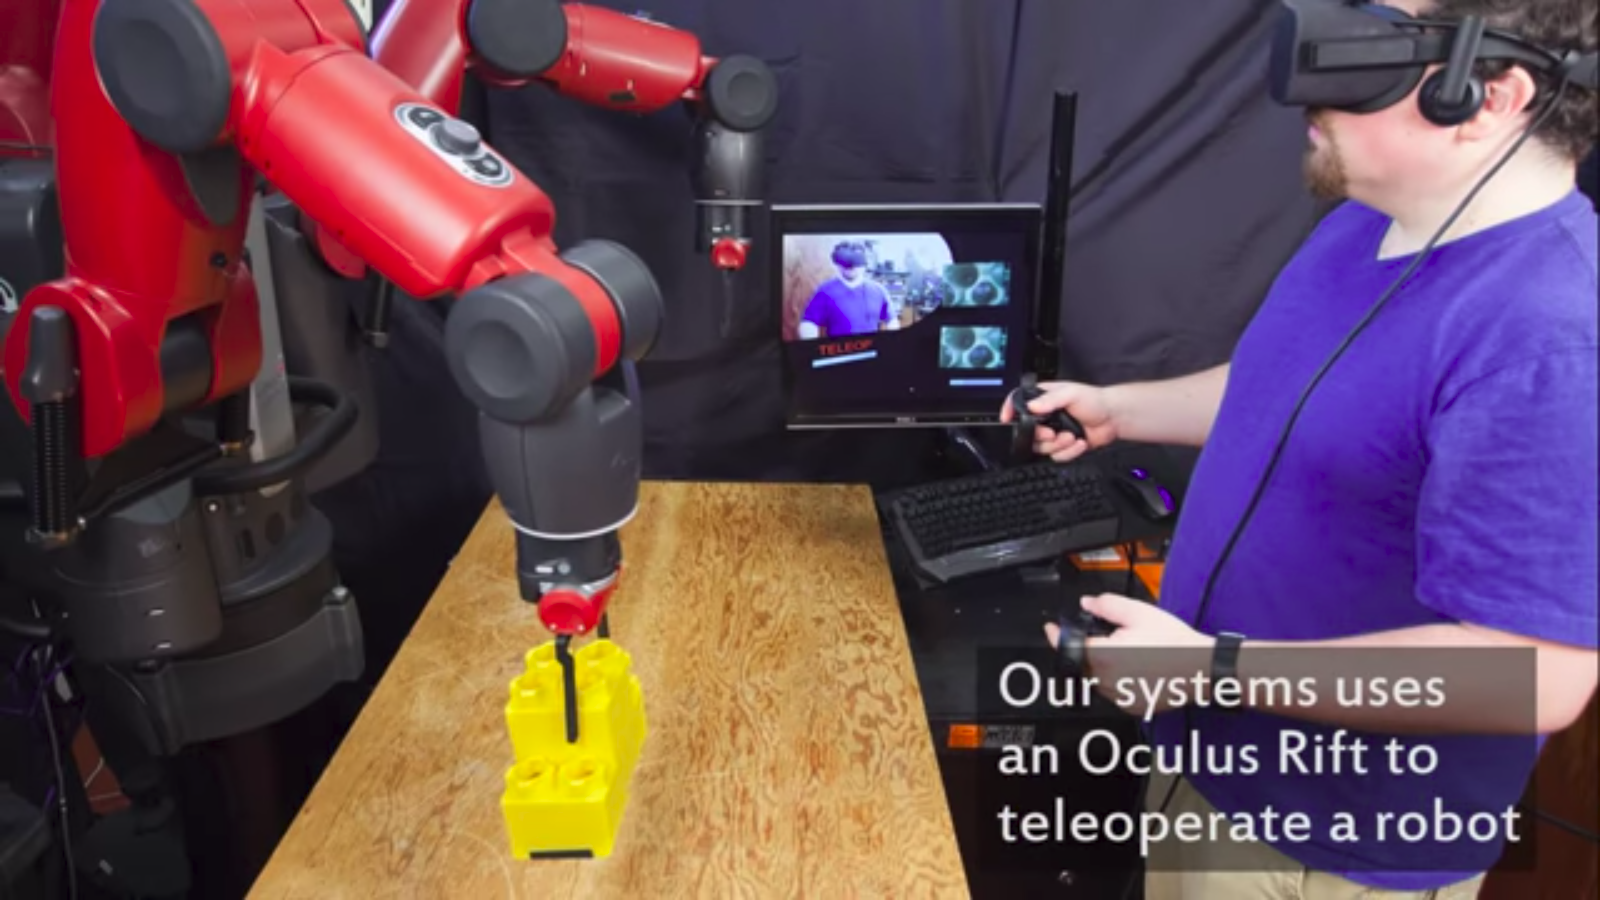 TELEOP
Our systems uses
an Oculus Rift to
teleoperate a robot